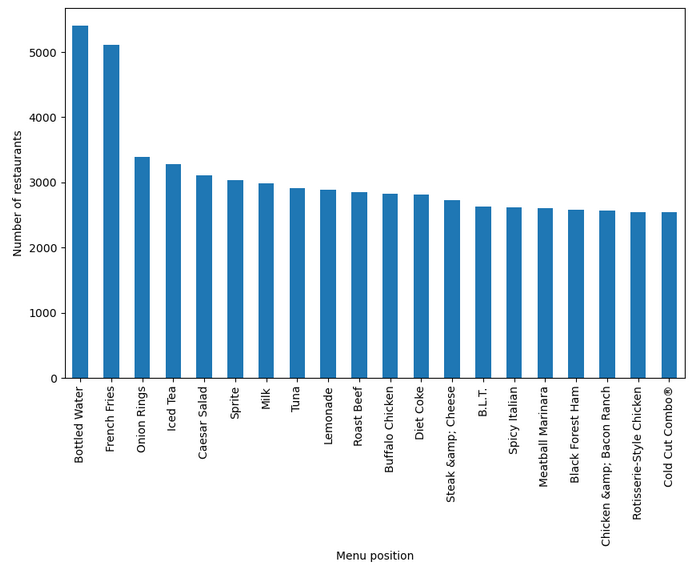 Number of restaurants
5000
4000
3000
2000
1000
0
Bottled Water
French Fries
Onion Rings
Iced Tea
Caesar Salad
Sprite
Milk
Tuna
Lemonade
Roast Beef
Buffalo Chicken
Diet Coke
Steak &amp; Cheese
B.L.T.
Spicy Italian
Meatball Marinara
Black Forest Ham
Chicken &amp; Bacon Ranch
Rotisserie-Style Chicken
Cold Cut Combo®
Menu position